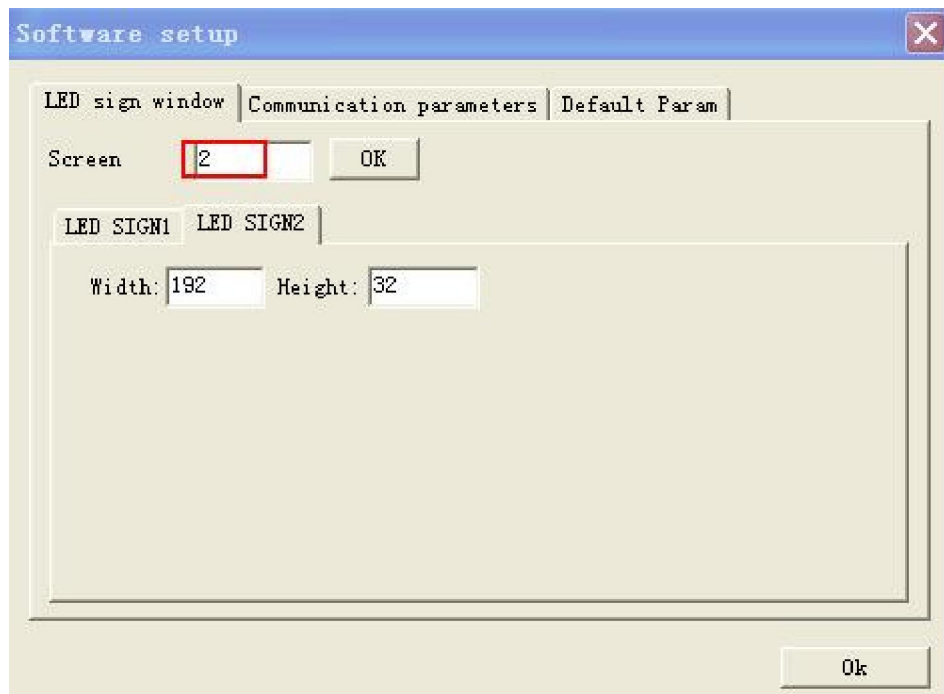 Software setup
LED sign window Communication parameters Default Param
Screen 2 OK
LED SIGN1 LED SIGN2
Width: 192 Height: 32
Ok